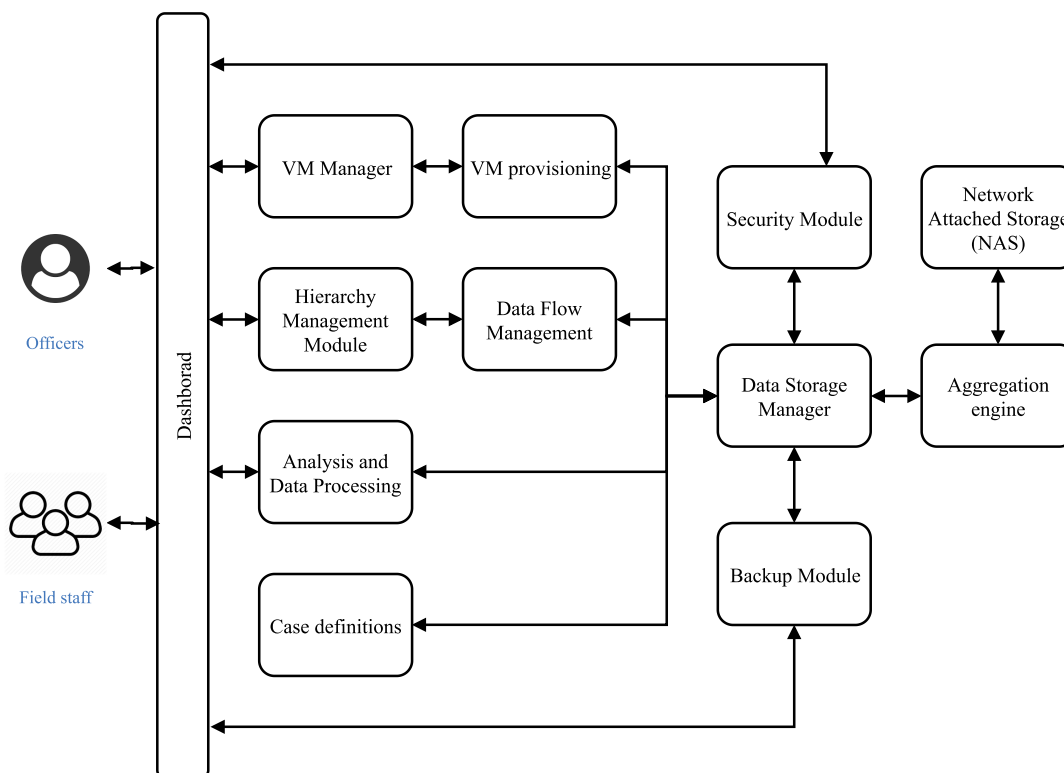 Officers
Field staff
Dashborad
VM Manager
VM provisioning
Hierarchy
Management
Module
Data Flow
Management
Analysis and
Data Processing
Case definitions
Security Module
Network
Attached Storage
(NAS)
Data Storage
Manager
Aggregation
engine
Backup Module